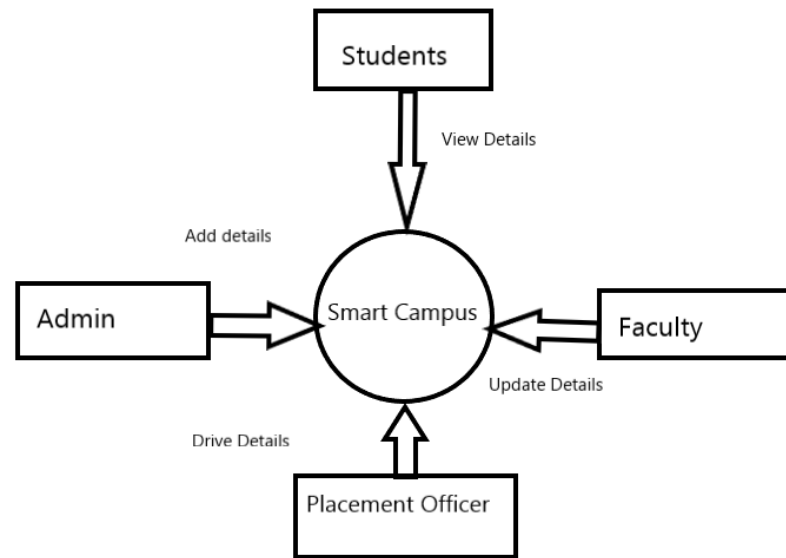 Students
View Details
Add details
Admin
Smart Campus
Faculty
Update Details
Drive Details
Placement Officer